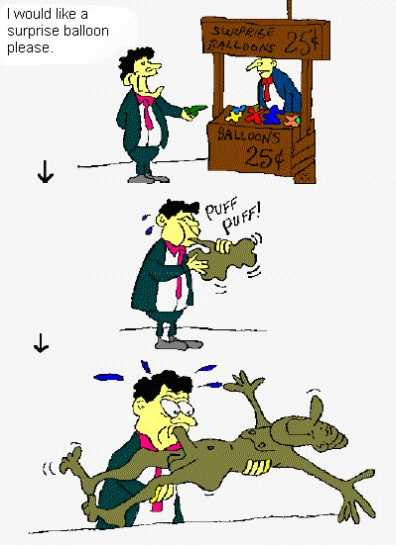 I would like a
surprise balloon
please.
SURPRISE
BALLOONS 25¢
BALLOONS
25¢
PUFF
PUFF!